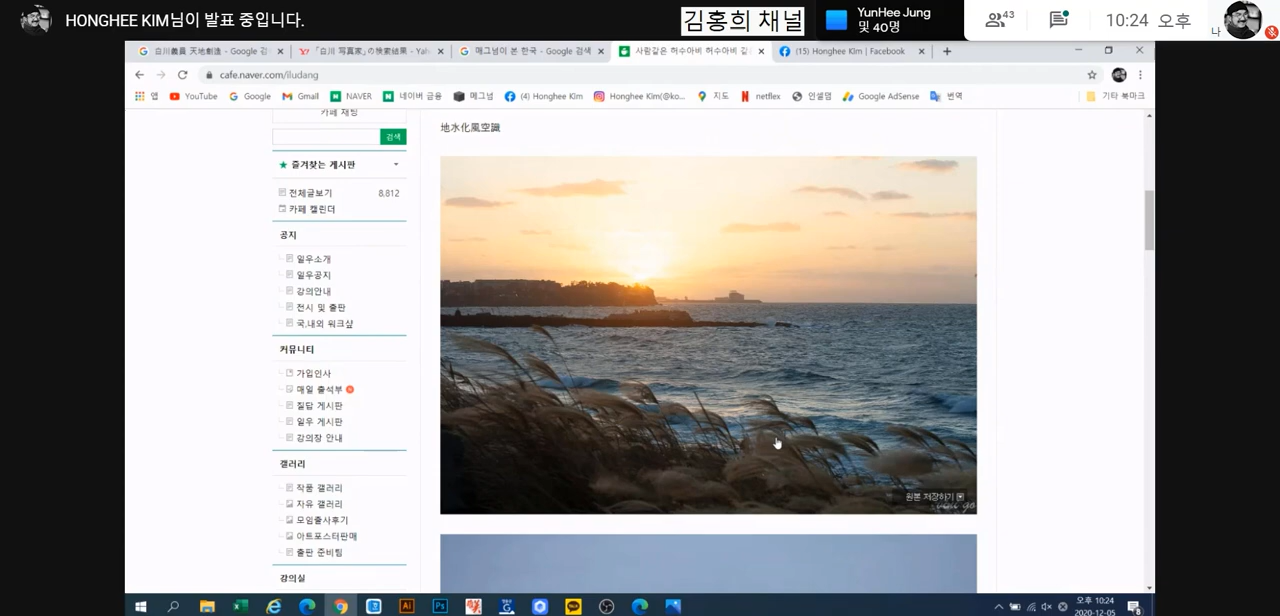 HONGHEE KIM님이 발표 중입니다.
김홍희 채널
YunHee Jung
및 40명
43
10:24 오후
나
白川義員 天地創造 - Google 검
「白川 写真家」の検索結果 - Yah
매그넘이 본 한국 - Google 검색
사람같은 허수아비 허수아비 같
(15) Honghee Kim | Facebook
cafe.naver.com/iludang
앱
YouTube
Google
Gmail
NAVER
네이버 금융
매그넘
(4) Honghee Kim
Honghee Kim(@ko...
지도
netflex
인셀덤
Google AdSense
번역
기타 북마크
카페 채팅
검색
즐겨찾는 게시판
전체글보기 8,812
카페 캘린더
공지
일우소개
일우공지
강의안내
전시 및 출판
국,내외 워크샵
커뮤니티
가입인사
매일 출석부
질답 게시판
일우 게시판
강의장 안내
갤러리
작품 갤러리
자유 갤러리
모임출사후기
아트포스터판매
출판 준비팀
강의실
地水化風空識
원본 저장하기
오후 10:24
2020-12-05